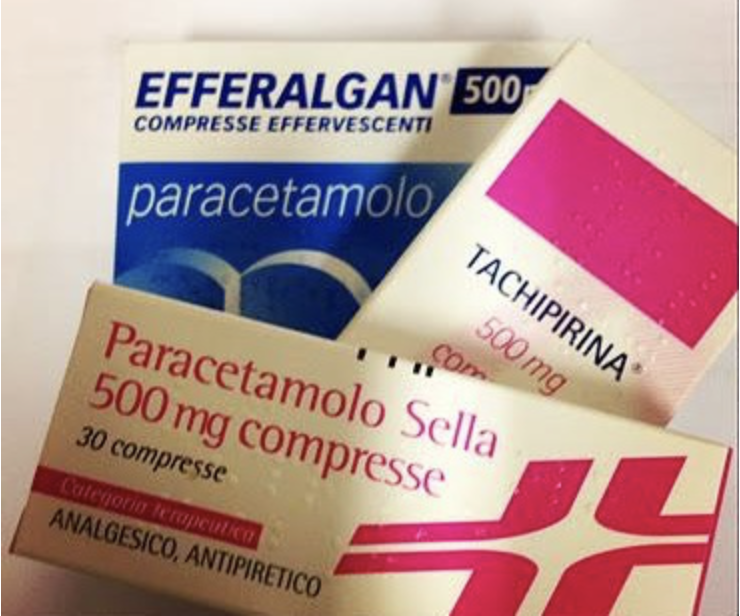 EFFERALGAN® 500
COMPRESSE EFFERVESCENTI
paracetamolo
TACHIPIRINA®
500 mg
Paracetamolo Sella
500 mg compresse
30 compresse
Categoria terapeutica
ANALGESICO, ANTIPIRETICO